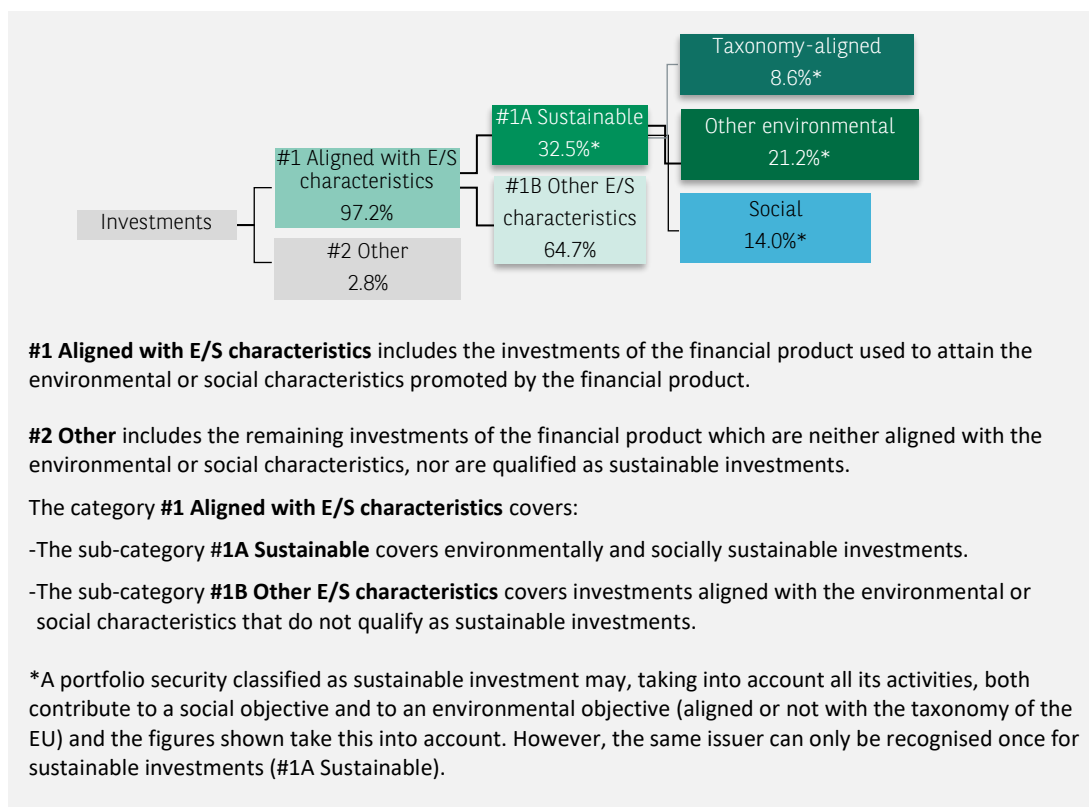 Taxonomy-aligned
8.6%*
#1A Sustainable
32.5%*
Other environmental
21.2%*
#1 Aligned with E/S
characteristics
97.2%
#1B Other E/S
characteristics
64.7%
Investments
Social
14.0%*
#2 Other
2.8%
#1 Aligned with E/S characteristics includes the investments of the financial product used to attain the
environmental or social characteristics promoted by the financial product.
#2 Other includes the remaining investments of the financial product which are neither aligned with the
environmental or social characteristics, nor are qualified as sustainable investments.
The category #1 Aligned with E/S characteristics covers:
-The sub-category #1A Sustainable covers environmentally and socially sustainable investments.
-The sub-category #1B Other E/S characteristics covers investments aligned with the environmental or
social characteristics that do not qualify as sustainable investments.
*A portfolio security classified as sustainable investment may, taking into account all its activities, both
contribute to a social objective and to an environmental objective (aligned or not with the taxonomy of the
EU) and the figures shown take this into account. However, the same issuer can only be recognised once for
sustainable investments (#1A Sustainable).